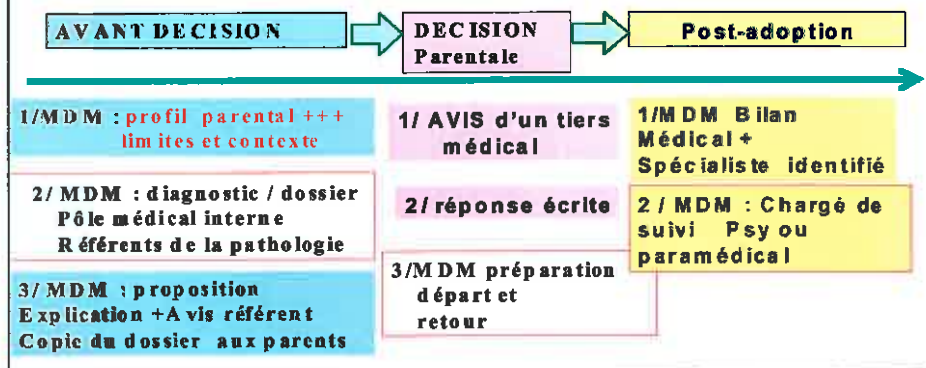 AVANT DECISION
DECISION
Parentale
Post-adoption
1/MDM : profil parental +++
limites et contexte
2/ MDM : diagnostic / dossier
Pôle médical interne
Référents de la pathologie
3/ MDM : proposition
Explication +Avis référent
Copie du dossier aux parents
1/ AVIS d'un tiers
médical
2/ réponse écrite
3/MDM préparation
départ et
retour
1/MDM Bilan
Médical +
Spécialiste identifié
2 / MDM : Chargé de
suivi Psy ou
paramédical